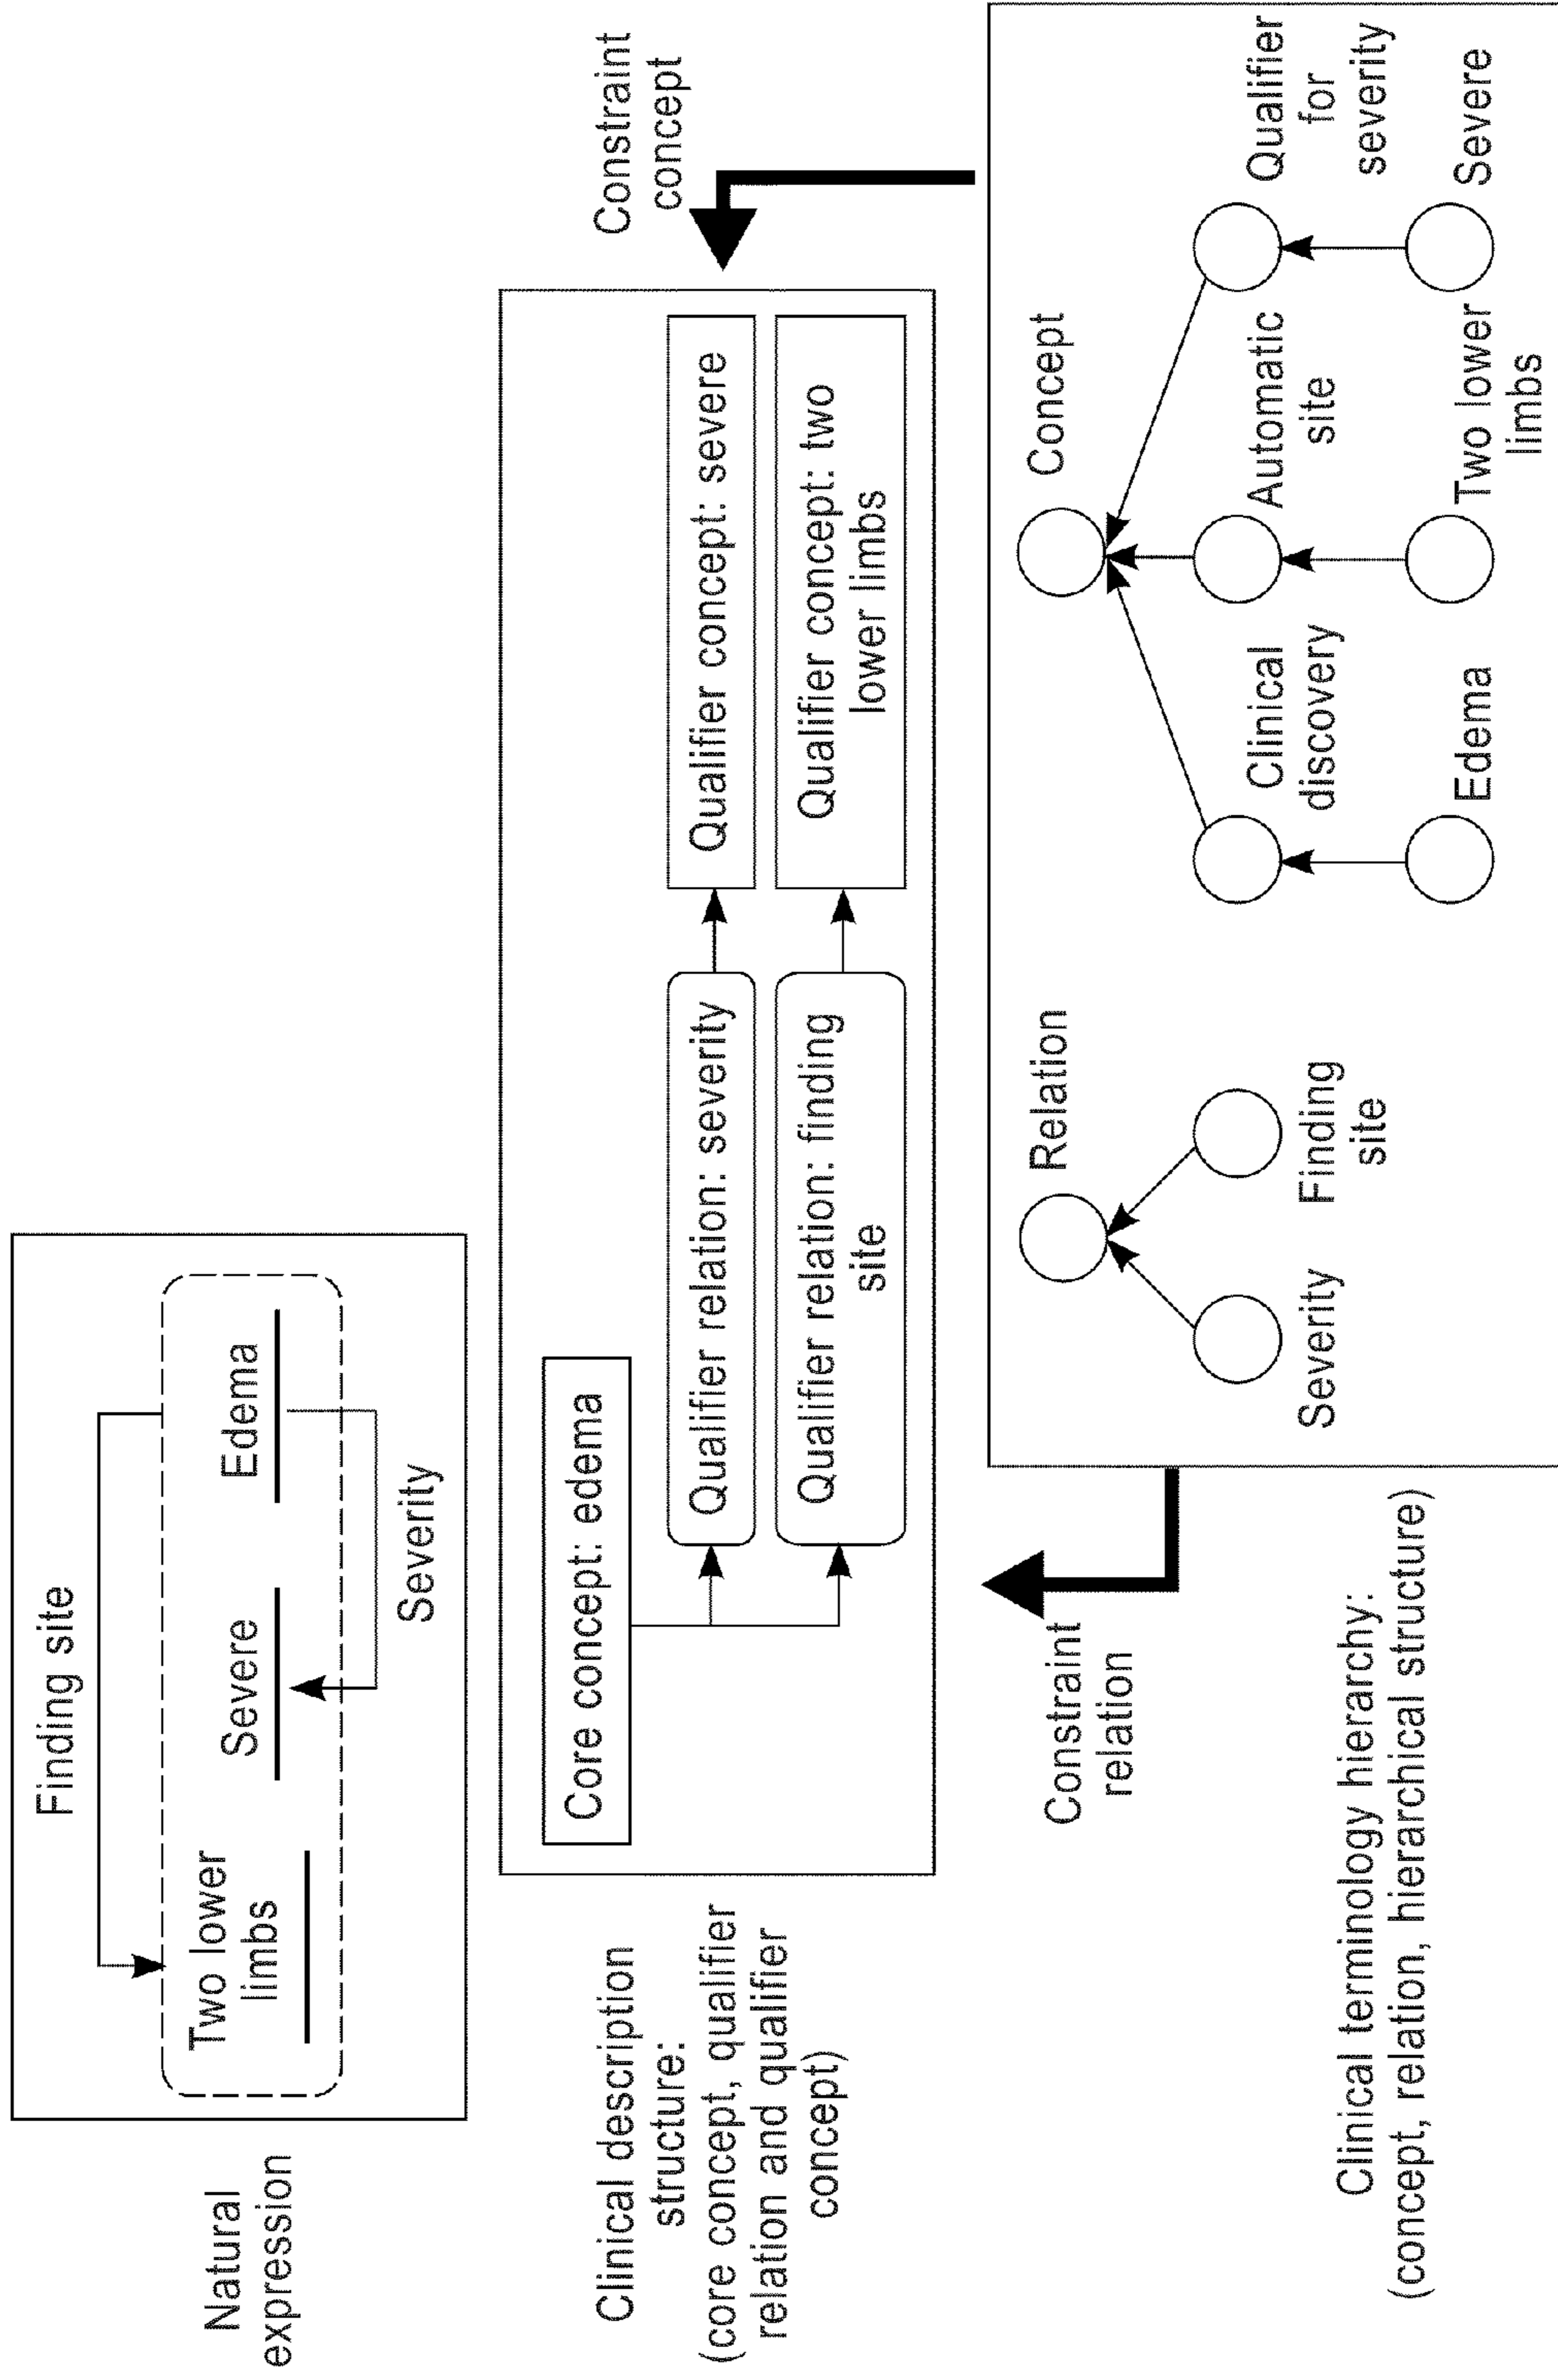 Natural
expression
Finding site
Two lower
limbs
Severe
Edema
Severity
Clinical description
structure:
(core concept, qualifier
relation and qualifier
concept)
Core concept: edema
Qualifier relation: severity
Qualifier concept: severe
Qualifier relation: finding
site
Qualifier concept: two
lower limbs
Constraint
concept
Constraint
relation
Clinical terminology hierarchy:
(concept, relation, hierarchical structure)
Relation
Severity
Finding
site
Concept
Clinical
discovery
Automatic
site
Qualifier
for
severity
Edema
Two lower
limbs
Severe